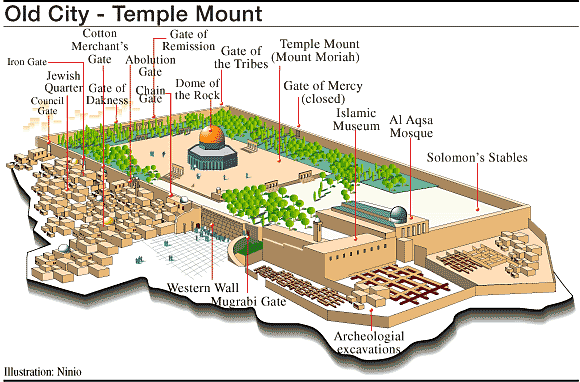 Old City - Temple Mount
Cotton
Merchant's
Gate
Gate of
Remission
Iron Gate
Abolution
Gate
Gate of
the Tribes
Temple Mount
(Mount Moriah)
Jewish
Quarter
Council
Gate
Gate of
Dakness
Chain
Gate
Dome of
the Rock
Gate of Mercy
(closed)
Islamic
Museum
Al Aqsa
Mosque
Solomon's Stables
Western Wall
Mugrabi Gate
Archeologial
excavations
Illustration: Ninio